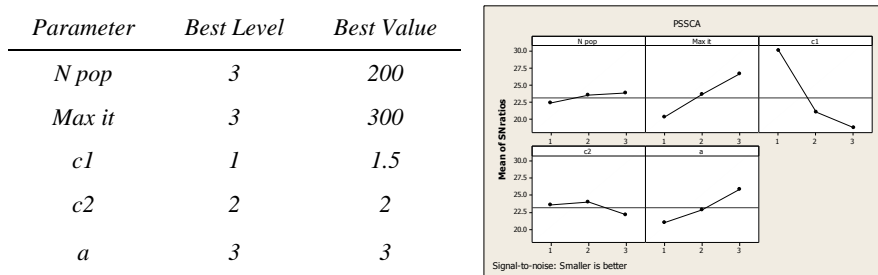 Parameter Best Level Best Value
N pop 3 200
Max it 3 300
c1 1 1.5
c2 2 2
a 3 3
PSSCA
N pop Max it c1
30.0
27.5
25.0
22.5
20.0
1 2 3 1 2 3 1 2 3
c2 a
30.0
27.5
25.0
22.5
20.0
1 2 3 1 2 3
Mean of SN ratios
Signal-to-noise: Smaller is better